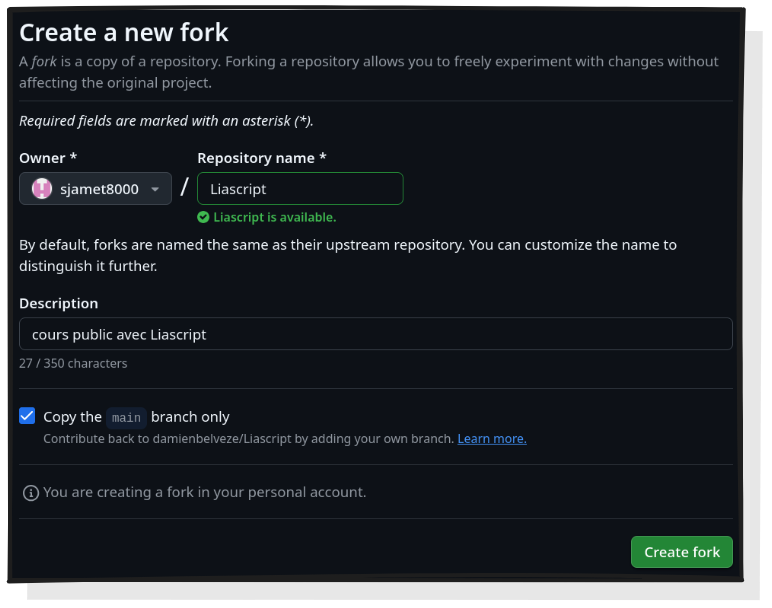 Create a new fork
A fork is a copy of a repository. Forking a repository allows you to freely experiment with changes without
affecting the original project.
Required fields are marked with an asterisk (*).
Owner *
Repository name *
sjamet8000 / Liascript
Liascript is available.
By default, forks are named the same as their upstream repository. You can customize the name to
distinguish it further.
Description
cours public avec Liascript
27 / 350 characters
Copy the main branch only
Contribute back to damienbelveze/Liascript by adding your own branch. Learn more.
You are creating a fork in your personal account.
Create fork